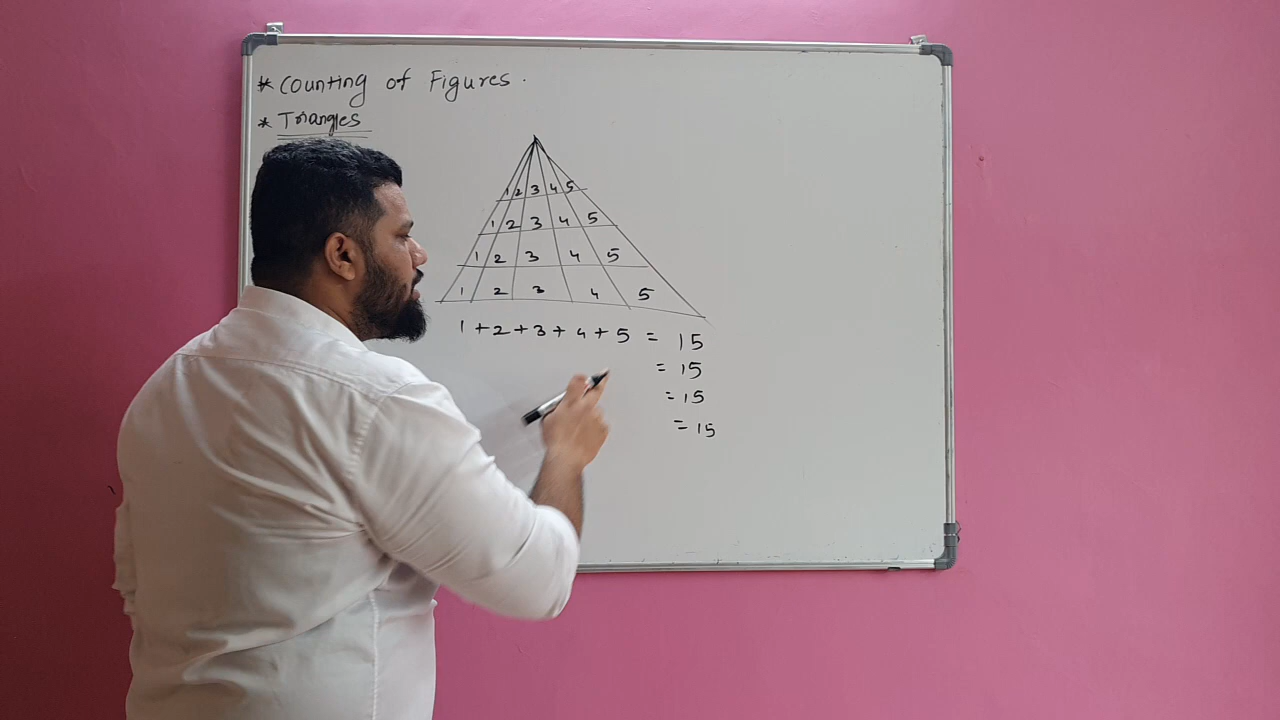 * Counting of Figures.
* Triangles
1 2 3 4 5
1 2 3 4 5
1 2 3 4 5
1 2 3 4 5
1 + 2 + 3 + 4 + 5 = 15
= 15
= 15
= 15